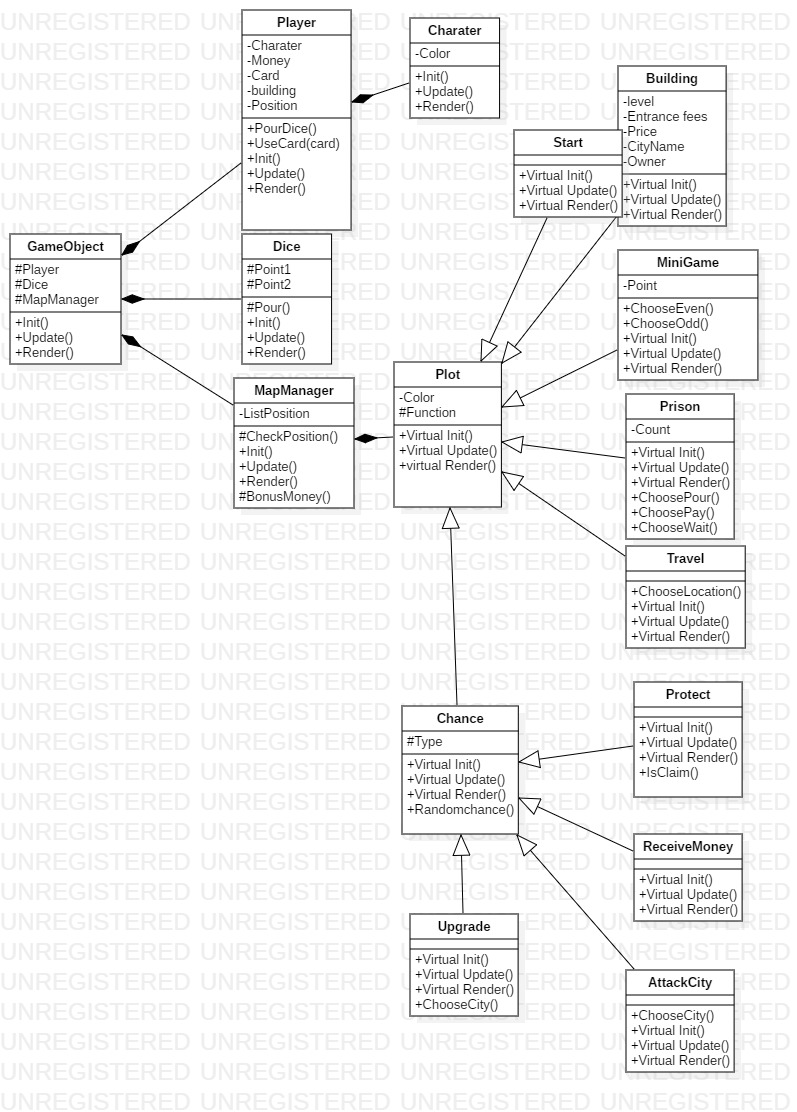 Player
-Charater
-Money
-Card
-building
-Position
+PourDice()
+UseCard(card)
+Init()
+Update()
+Render()
Charater
-Color
+Init()
+Update()
+Render()
Building
-level
-Entrance fees
-Price
-CityName
-Owner
+Virtual Init()
+Virtual Update()
+Virtual Render()
Start
+Virtual Init()
+Virtual Update()
+Virtual Render()
GameObject
#Player
#Dice
#MapManager
+Init()
+Update()
+Render()
Dice
#Point1
#Point2
#Pour()
+Init()
+Update()
+Render()
MiniGame
-Point
+ChooseEven()
+ChooseOdd()
+Virtual Init()
+Virtual Update()
+Virtual Render()
MapManager
-ListPosition
#CheckPosition()
+Init()
+Update()
+Render()
#BonusMoney()
Plot
-Color
#Function
+Virtual Init()
+Virtual Update()
+virtual Render()
Prison
-Count
+Virtual Init()
+Virtual Update()
+Virtual Render()
+ChoosePour()
+ChoosePay()
+ChooseWait()
Travel
+ChooseLocation()
+Virtual Init()
+Virtual Update()
+Virtual Render()
Chance
#Type
+Virtual Init()
+Virtual Update()
+Virtual Render()
+Randomchance()
Protect
+Virtual Init()
+Virtual Update()
+Virtual Render()
+IsClaim()
ReceiveMoney
+Virtual Init()
+Virtual Update()
+Virtual Render()
Upgrade
+Virtual Init()
+Virtual Update()
+Virtual Render()
+ChooseCity()
AttackCity
+ChooseCity()
+Virtual Init()
+Virtual Update()
+Virtual Render()
UNREGISTERED